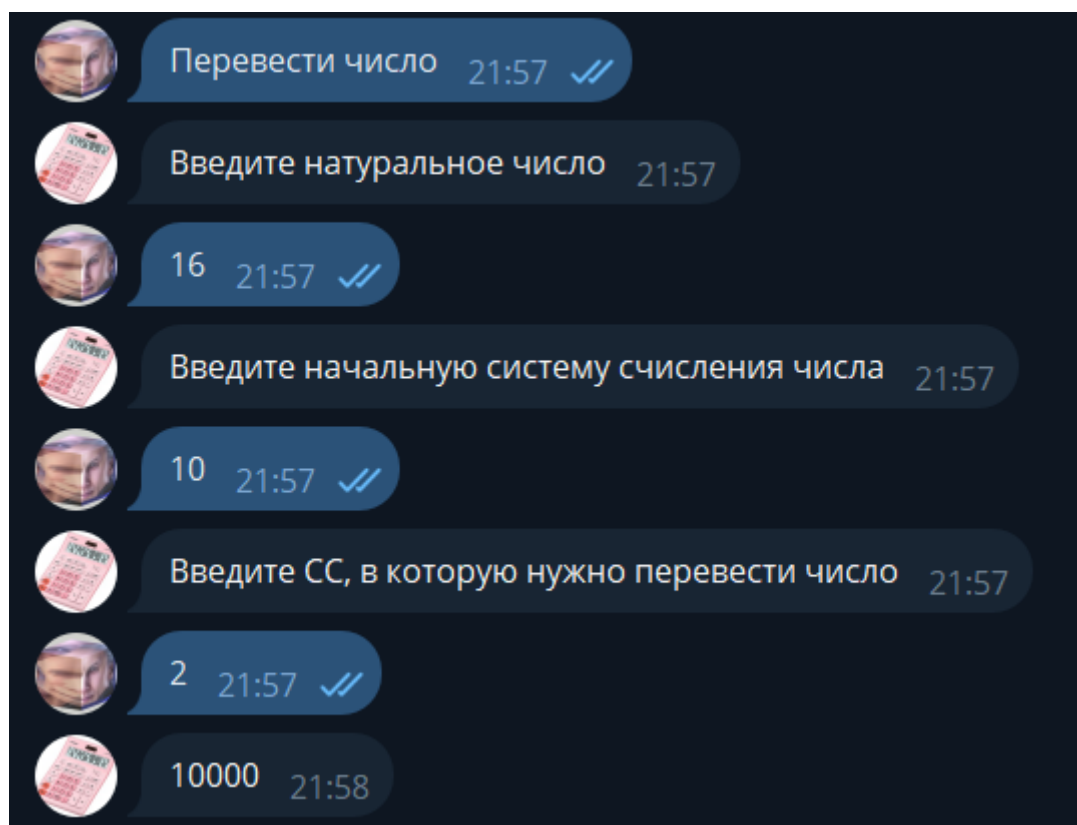 Перевести число 21:57
Введите натуральное число 21:57
16 21:57
Введите начальную систему счисления числа 21:57
10 21:57
Введите СС, в которую нужно перевести число 21:57
2 21:57
10000 21:58